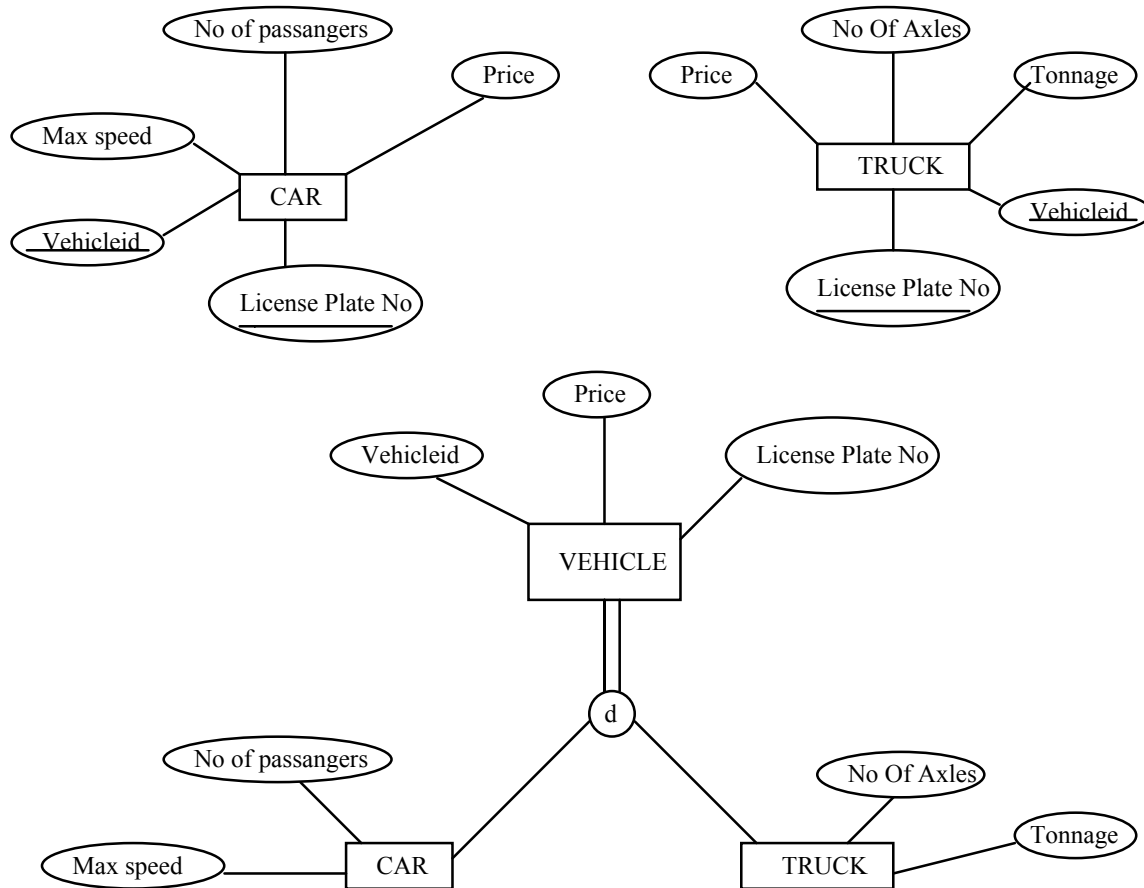 No of passangers
No Of Axles
Price
Price
Tonnage
Max speed
CAR
TRUCK
Vehicleid
Vehicleid
License Plate No
License Plate No
Price
Vehicleid
License Plate No
VEHICLE
d
No of passangers
No Of Axles
Max speed
CAR
TRUCK
Tonnage